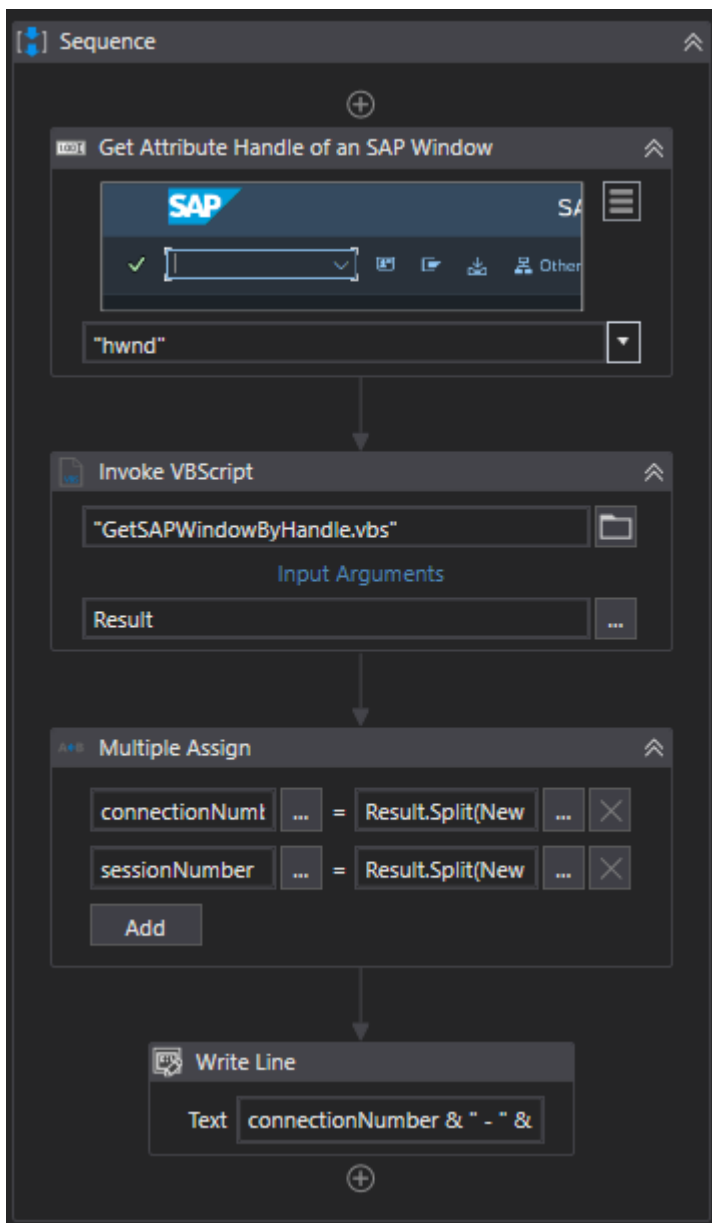 Sequence
Get Attribute Handle of an SAP Window
SAP SA
Other
"hwnd"
Invoke VBScript
"GetSAPWindowByHandle.vbs"
Input Arguments
Result ...
A+B Multiple Assign
connectionNumb ... = Result.Split(New ...
sessionNumber ... = Result.Split(New ...
Add
Write Line
Text connectionNumber & " - " &